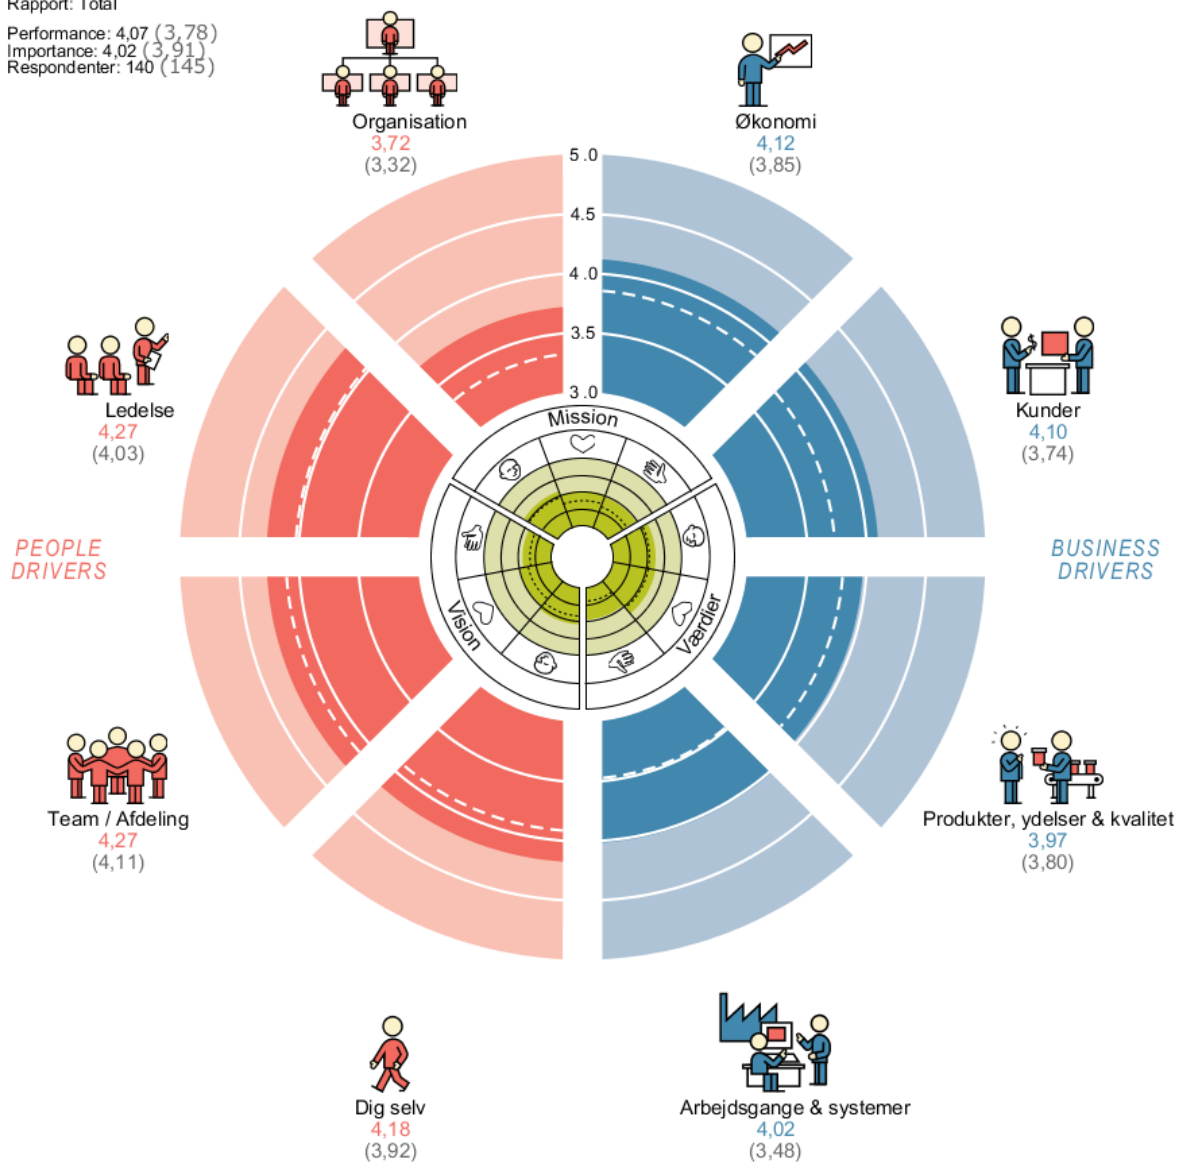 Rapport: Total
Performance: 4,07 (3,78)
Importance: 4,02 (3,91)
Respondenter: 140 (145)
Organisation
3,72
(3,32)
Økonomi
4,12
(3,85)
5.0
4.5
4.0
3.5
3.0
Ledelse
4,27
(4,03)
Kunder
4,10
(3,74)
Mission
Vision
Værdier
PEOPLE
DRIVERS
BUSINESS
DRIVERS
Team / Afdeling
4,27
(4,11)
Produkter, ydelser & kvalitet
3,97
(3,80)
Dig selv
4,18
(3,92)
Arbejdsgange & systemer
4,02
(3,48)